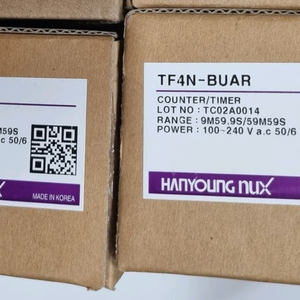 M59S
.c 50/6
MADE IN KOREA
UX
TF4N-BUAR
COUNTER/TIMER
LOT NO : TC02A0014
RANGE : 9M59.9S/59M59S
POWER : 100~240 V a.c 50/6
HANYOUNG nux